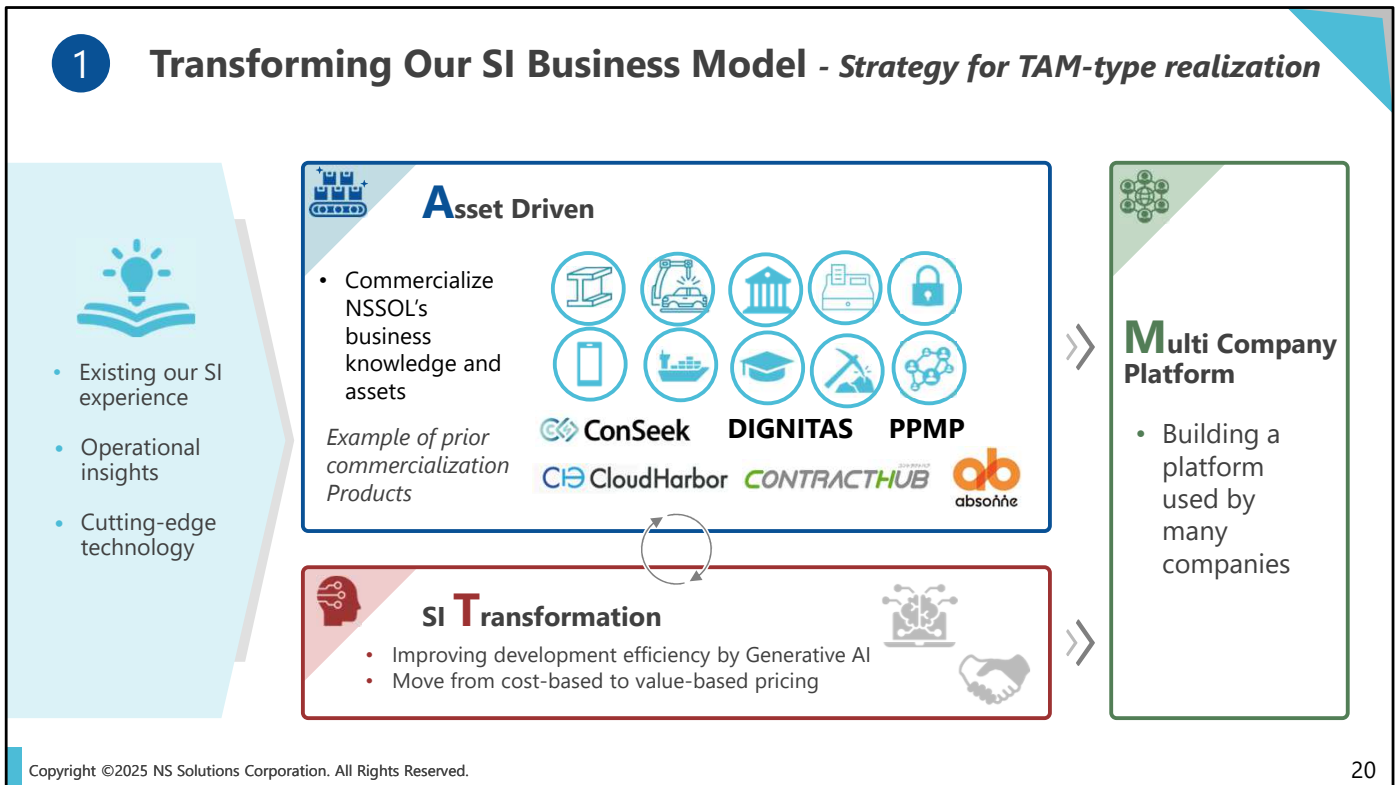 1
Transforming Our SI Business Model - Strategy for TAM-type realization
• Existing our SI
experience
• Operational
insights
• Cutting-edge
technology
Asset Driven
• Commercialize
NSSOL's
business
knowledge and
assets
Example of prior
commercialization
Products
ConSeek DIGNITAS PPMP
CloudHarbor CONTRACTHUB absonne
SI Transformation
• Improving development efficiency by Generative AI
• Move from cost-based to value-based pricing
Multi Company
Platform
• Building a
platform
used by
many
companies
Copyright ©2025 NS Solutions Corporation. All Rights Reserved.
20